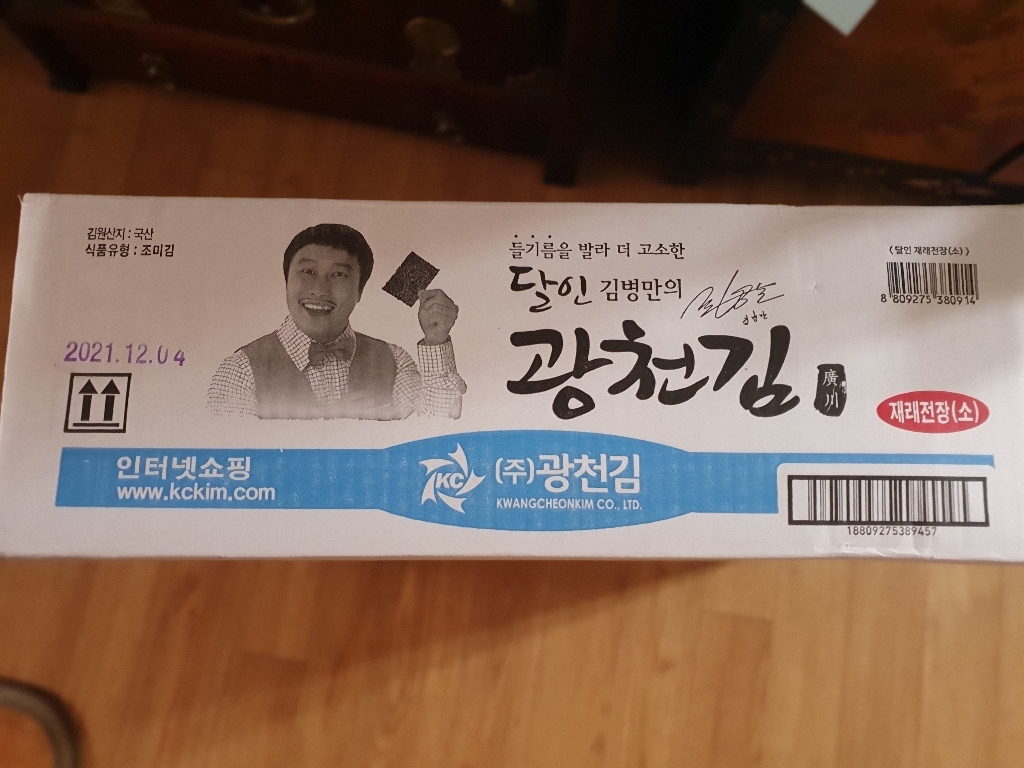 김원산지 : 국산
식품유형 : 조미김
2021.12.04
들기름을 발라 더 고소한
달인 김병만의
광천김
廣川
( 달인 재래전장(소) )
8 809275 380914
재래전장(소)
인터넷쇼핑
www.kckim.com
KC
(주)광천김
KWANGCHEONKIM CO., LTD.
18809275389457